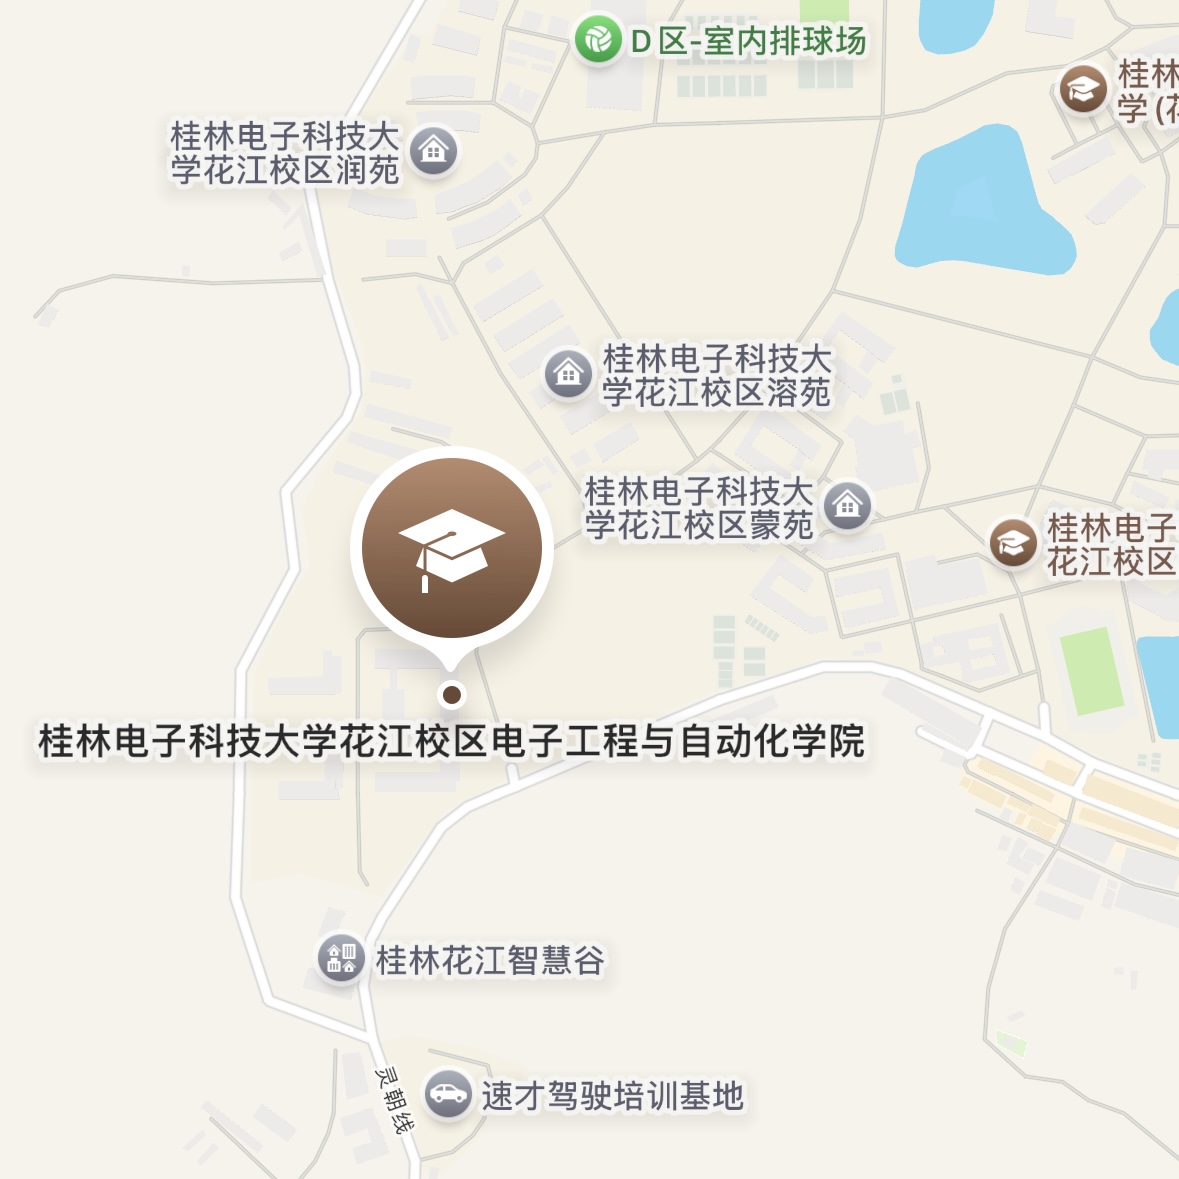 D区-室内排球场
桂林
学(花
桂林电子科技大
学花江校区润苑
桂林电子科技大
学花江校区溶苑
桂林电子科技大
学花江校区蒙苑
桂林电子
花江校区
桂林电子科技大学花江校区电子工程与自动化学院
桂林花江智慧谷
灵朝线
速才驾驶培训基地